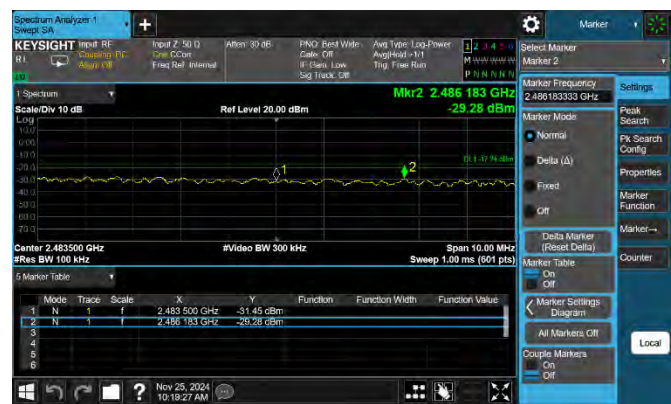 Spectrum Analyzer 1
Swept SA
+
Marker
KEYSIGHT Input: RF
Input Z: 50 Ω
Atten: 30 dB
PNO: Best Wide
Avg Type: Log-Power
1 2 3 4 5 6
Select Marker
RL
Coupling: DC
CCorr
Gate: Off
Avg|Hold >1/1
M W W W W W
Marker 2
Align: Off
Freq Ref: Internal
IF Gain: Low
Trig: Free Run
Sig Track: Off
P N N N N N
1 Spectrum
Mkr2 2.486 183 GHz
Marker Frequency
Settings
Scale/Div 10 dB
Ref Level 20.00 dBm
-29.28 dBm
2.486183333 GHz
Log
Marker Mode
Peak
Search
10.0
Normal
Pk Search
Config
0.00
-10.0
DL1 -17.24 dBm
Delta (Δ)
-20.0
1
2
Properties
-30.0
Fixed
-40.0
Marker
Function
-50.0
Off
-60.0
-70.0
Marker→
Center 2.483500 GHz
#Video BW 300 kHz
Span 10.00 MHz
Delta Marker
(Reset Delta)
#Res BW 100 kHz
Sweep 1.00 ms (601 pts)
Marker Table
Counter
5 Marker Table
On
Off
Mode Trace Scale X Y Function Function Width Function Value
Marker Settings
Diagram
1 N 1 f 2.483 500 GHz -31.45 dBm
2 N 1 f 2.486 183 GHz -29.28 dBm
3
All Markers Off
4
Local
5
Couple Markers
6
On
Off
?
Nov 25, 2024
10:19:27 AM